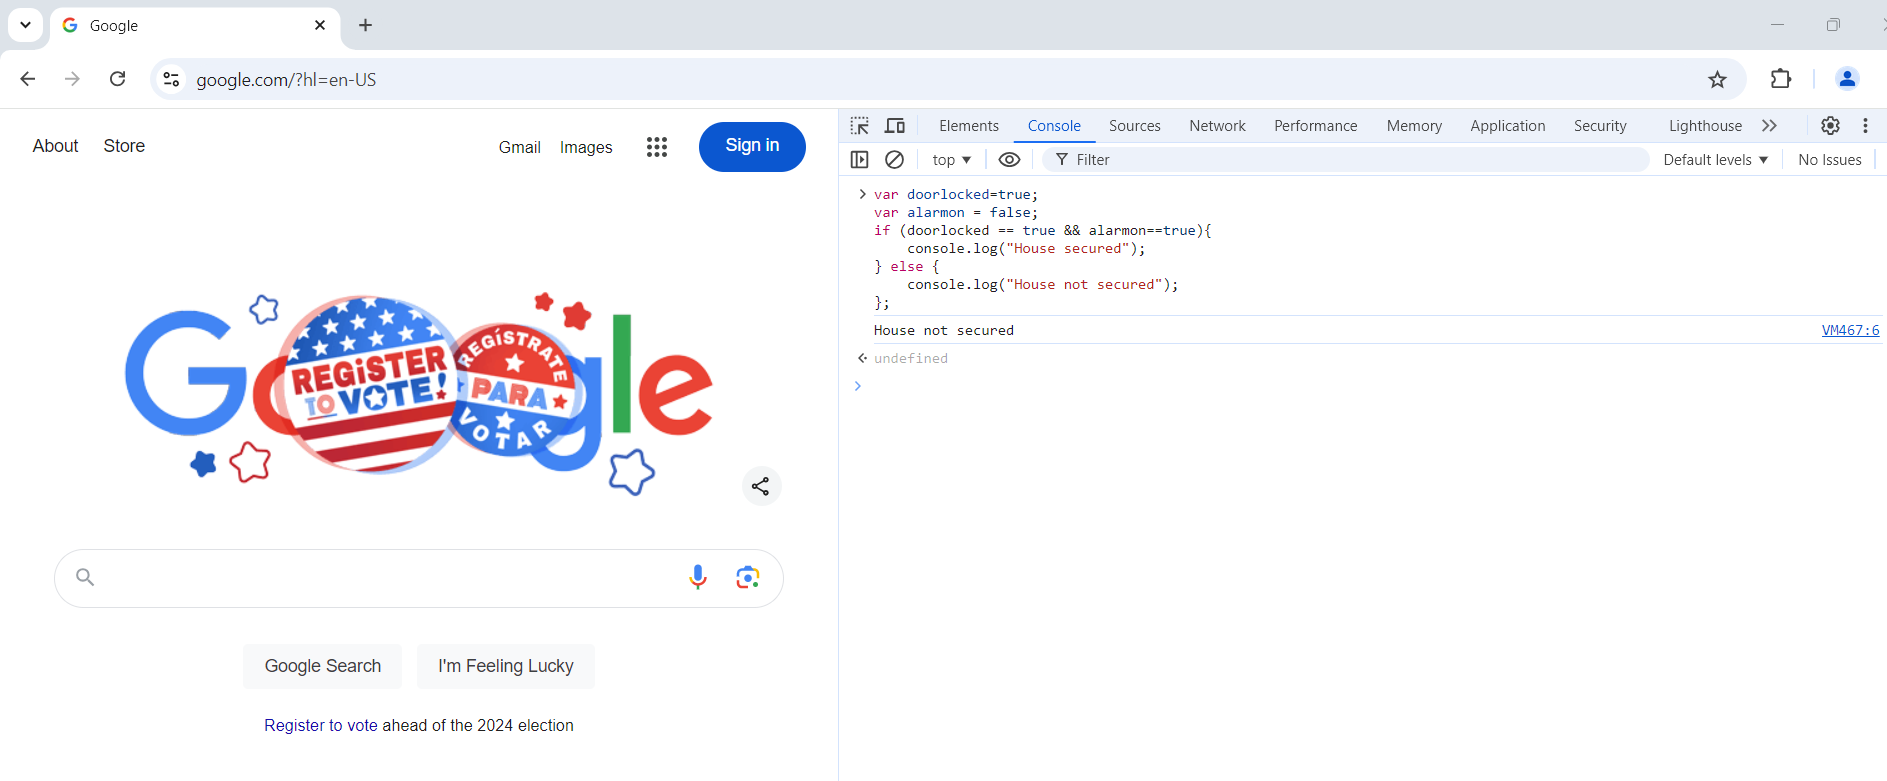 Google
google.com/?hl=en-US
About Store Gmail Images Sign in
Elements Console Sources Network Performance Memory Application Security Lighthouse
top Filter Default levels No Issues
var doorlocked=true;
var alarmon = false;
if (doorlocked == true && alarmon==true){
console.log("House secured");
} else {
console.log("House not secured");
};
House not secured VM467:6
undefined
Google
REGiSTER
TO VOTE!
REGÍSTRATE
PARA
VOTAR
Google Search I'm Feeling Lucky
Register to vote ahead of the 2024 election